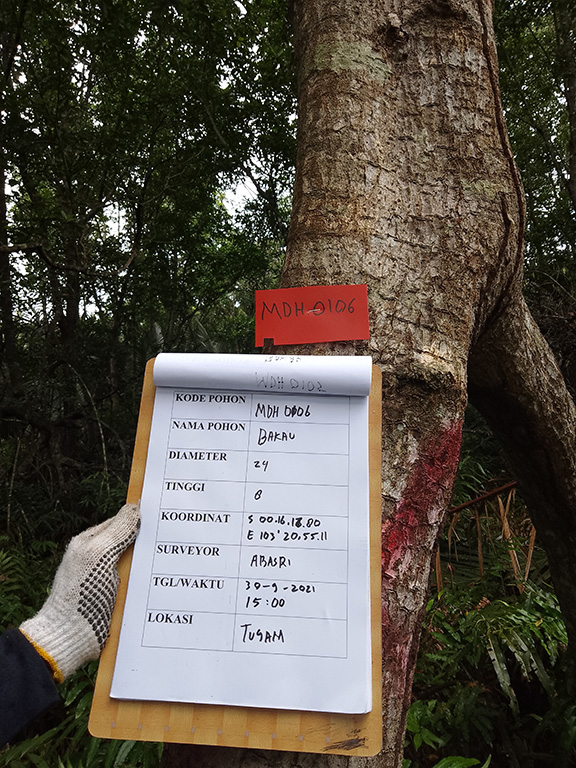 MDH-0106
MDH 0102
KODE POHON MDH 0106
NAMA POHON BAKAU
DIAMETER 24
TINGGI 8
KOORDINAT S 00.16.18.00
E 103°20.55.11
SURVEYOR ABASRI
TGL/WAKTU 30-9-2021
15:00
LOKASI TUGAM